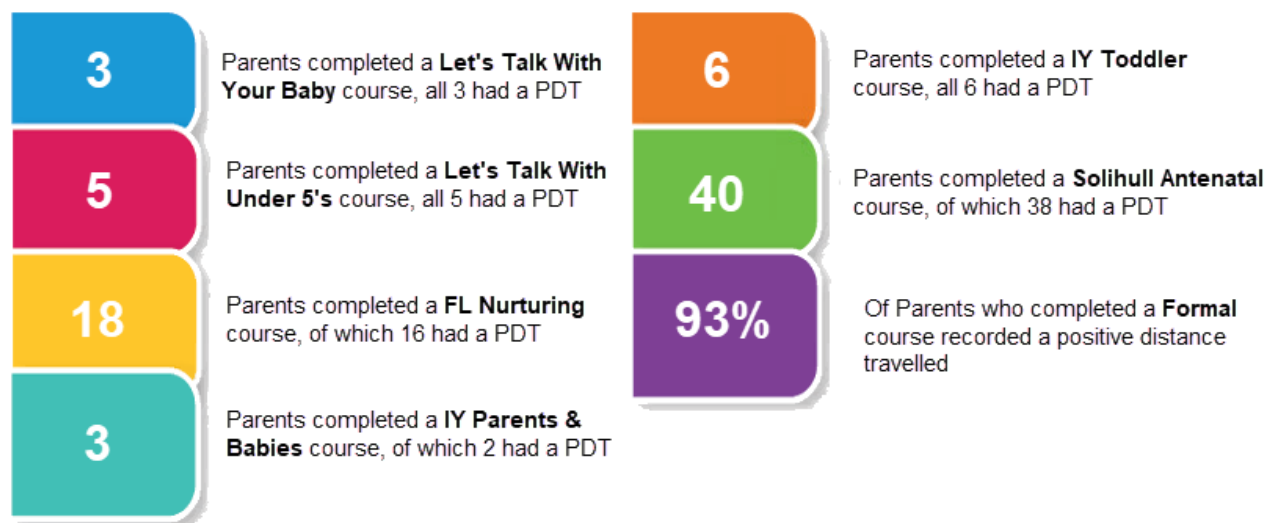 3
Parents completed a Let's Talk With
Your Baby course, all 3 had a PDT
5
Parents completed a Let's Talk With
Under 5's course, all 5 had a PDT
18
Parents completed a FL Nurturing
course, of which 16 had a PDT
3
Parents completed a IY Parents &
Babies course, of which 2 had a PDT
6
Parents completed a IY Toddler
course, all 6 had a PDT
40
Parents completed a Solihull Antenatal
course, of which 38 had a PDT
93%
Of Parents who completed a Formal
course recorded a positive distance
travelled